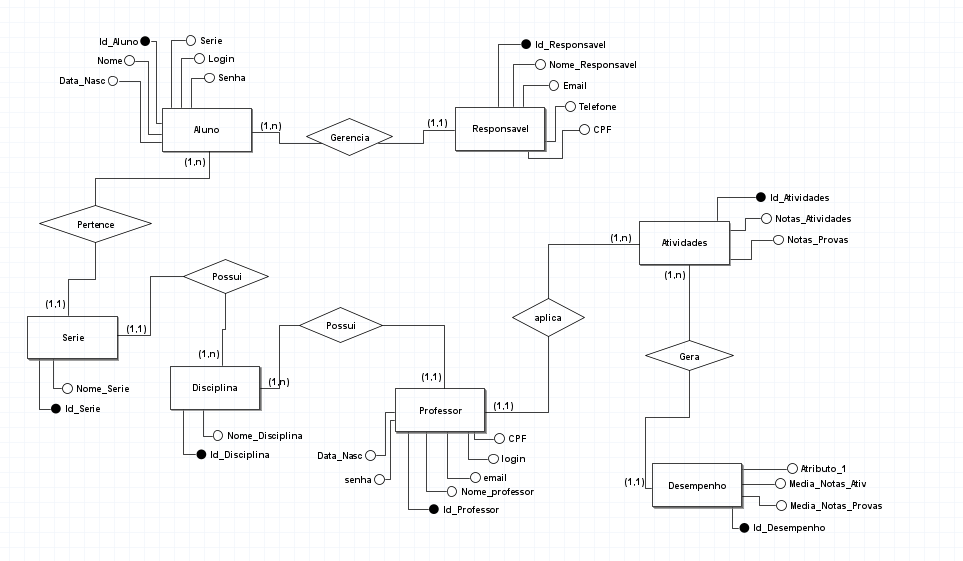 Id_Aluno
Serie
Nome
Login
Data_Nasc
Senha
Aluno
(1,n)
Gerencia
(1,1)
Responsavel
Id_Responsavel
Nome_Responsavel
Email
Telefone
CPF
(1,n)
Pertence
(1,1)
Serie
(1,1)
Nome_Serie
Id_Serie
Possui
(1,n)
Disciplina
(1,n)
Nome_Disciplina
Id_Disciplina
Possui
(1,1)
Professor
(1,1)
Data_Nasc
senha
CPF
login
email
Nome_professor
Id_Professor
aplica
(1,n)
Atividades
Id_Atividades
Notas_Atividades
Notas_Provas
(1,n)
Gera
(1,1)
Desempenho
Atributo_1
Media_Notas_Ativ
Media_Notas_Provas
Id_Desempenho